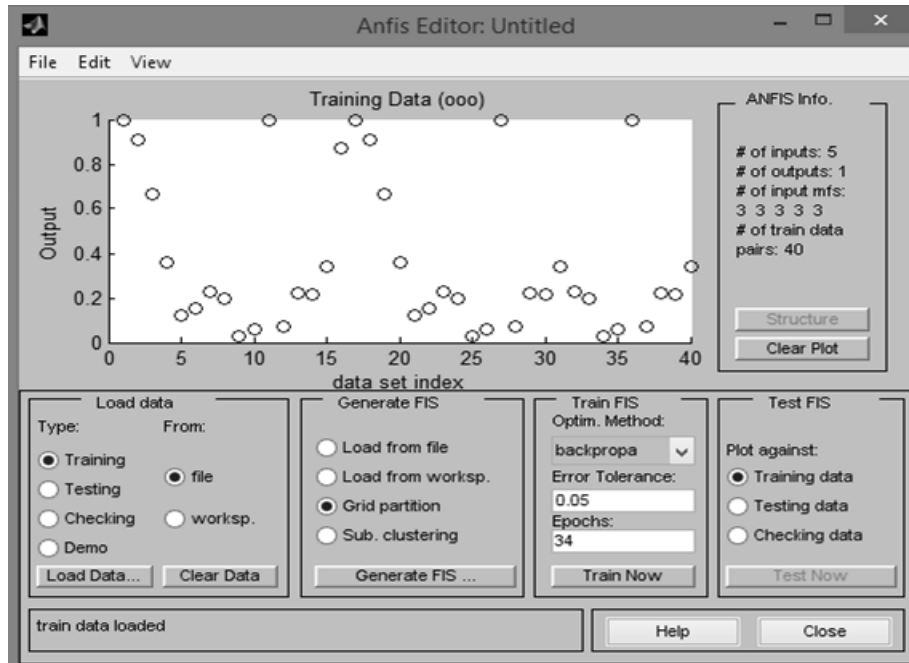 Anfis Editor: Untitled
File Edit View
Training Data (ooo)
Output
1
0.8
0.6
0.4
0.2
0
0 5 10 15 20 25 30 35 40
data set index
ANFIS Info.
# of inputs: 5
# of outputs: 1
# of input mfs:
3 3 3 3 3
# of train data
pairs: 40
Structure
Clear Plot
Load data
Type: From:
Training
Testing
Checking
Demo
file
worksp.
Load Data... Clear Data
Generate FIS
Load from file
Load from worksp.
Grid partition
Sub. clustering
Generate FIS ...
Train FIS
Optim. Method:
backpropa
Error Tolerance:
0.05
Epochs:
34
Train Now
Test FIS
Plot against:
Training data
Testing data
Checking data
Test Now
train data loaded
Help Close